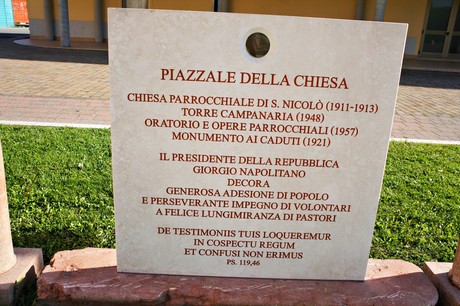 PIAZZALE DELLA CHIESA
CHIESA PARROCCHIALE DI S. NICOLÒ (1911-1913)
TORRE CAMPANARIA (1948)
ORATORIO E OPERE PARROCCHIALI (1957)
MONUMENTO AI CADUTI (1921)
IL PRESIDENTE DELLA REPUBBLICA
GIORGIO NAPOLITANO
DECORA
GENEROSA ADESIONE DI POPOLO
E PERSEVERANTE IMPEGNO DI VOLONTARI
A FELICE LUNGIMIRANZA DI PASTORI
DE TESTIMONIIS TUIS LOQUEREMUR
IN COSPECTU REGUM
ET CONFUSI NON ERIMUS
PS. 119,46